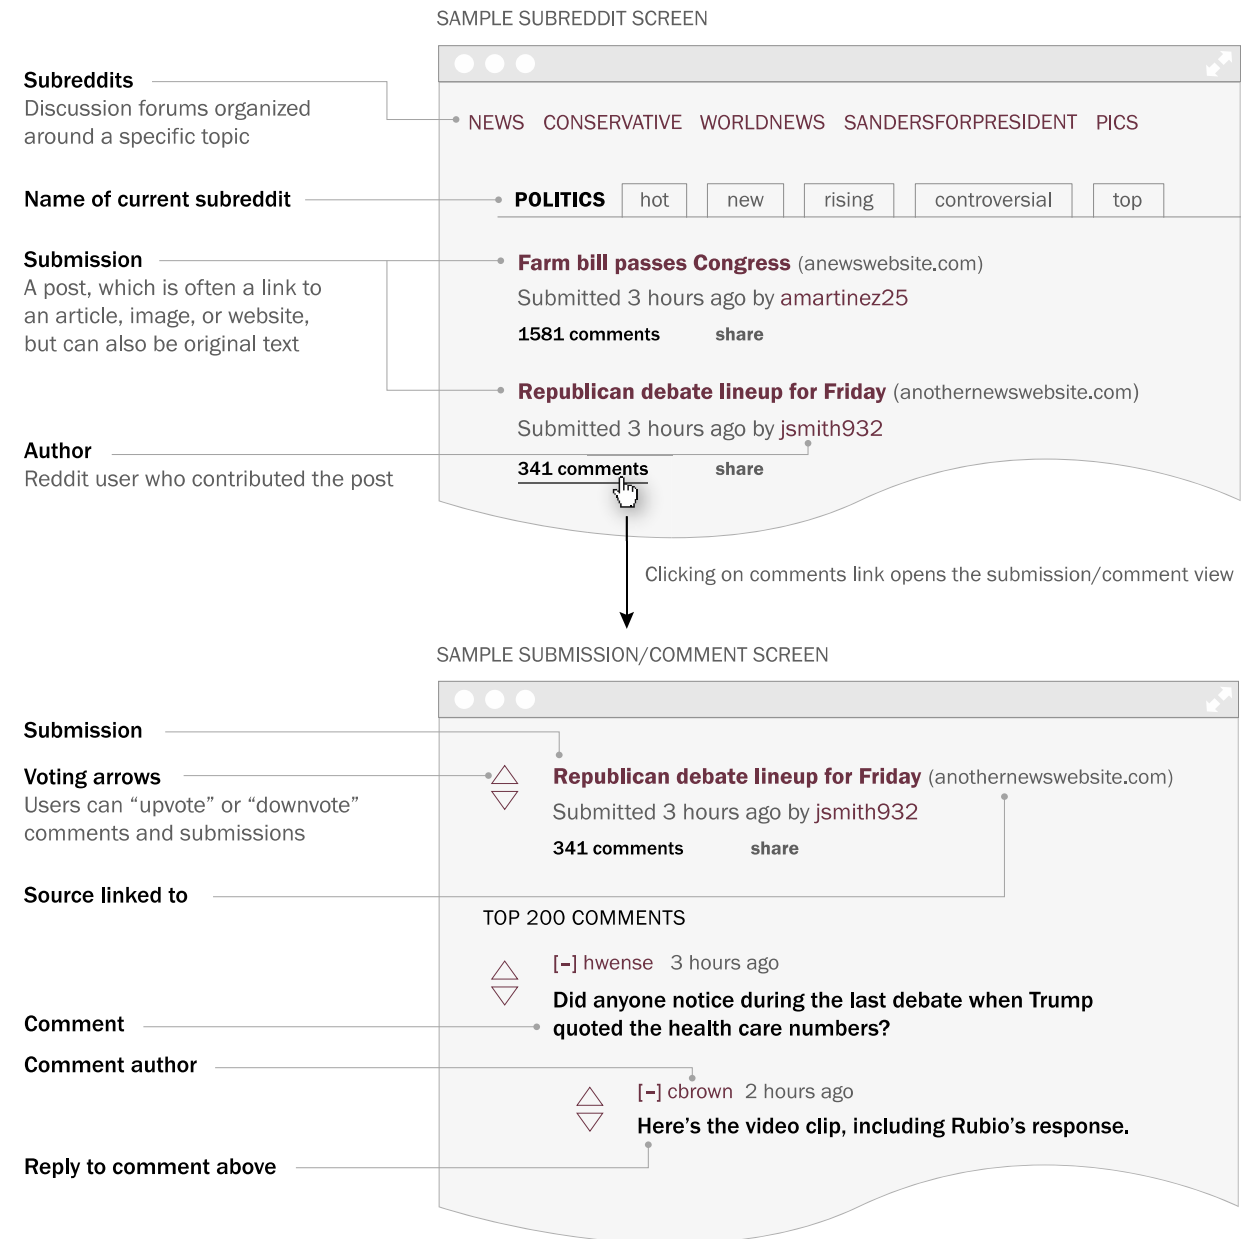 SAMPLE SUBREDDIT SCREEN
Subreddits
Discussion forums organized
around a specific topic
NEWS CONSERVATIVE WORLDNEWS SANDERSFORPRESIDENT PICS
Name of current subreddit
POLITICS hot new rising controversial top
Submission
A post, which is often a link to
an article, image, or website,
but can also be original text
Farm bill passes Congress (anewswebsite.com)
Submitted 3 hours ago by amartinez25
1581 comments share
Republican debate lineup for Friday (anothernewswebsite.com)
Submitted 3 hours ago by jsmith932
341 comments share
Author
Reddit user who contributed the post
Clicking on comments link opens the submission/comment view
SAMPLE SUBMISSION/COMMENT SCREEN
Submission
Voting arrows
Users can “upvote” or “downvote”
comments and submissions
Republican debate lineup for Friday (anothernewswebsite.com)
Submitted 3 hours ago by jsmith932
341 comments share
Source linked to
TOP 200 COMMENTS
[–] hwense 3 hours ago
Did anyone notice during the last debate when Trump
quoted the health care numbers?
Comment
Comment author
[–] cbrown 2 hours ago
Here’s the video clip, including Rubio’s response.
Reply to comment above